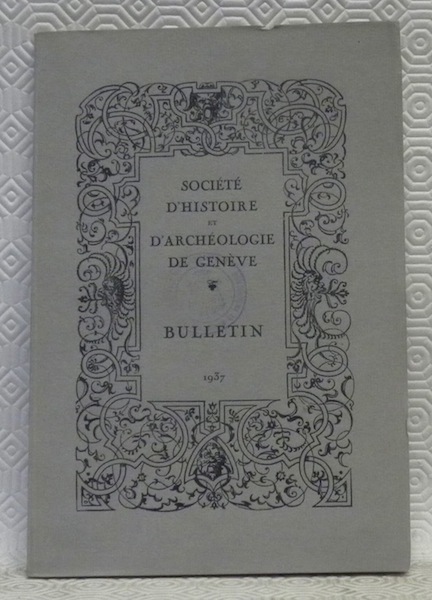 SOCIÉTÉ
D'HISTOIRE
ET
D'ARCHÉOLOGIE
DE GENÈVE
BULLETIN
1937